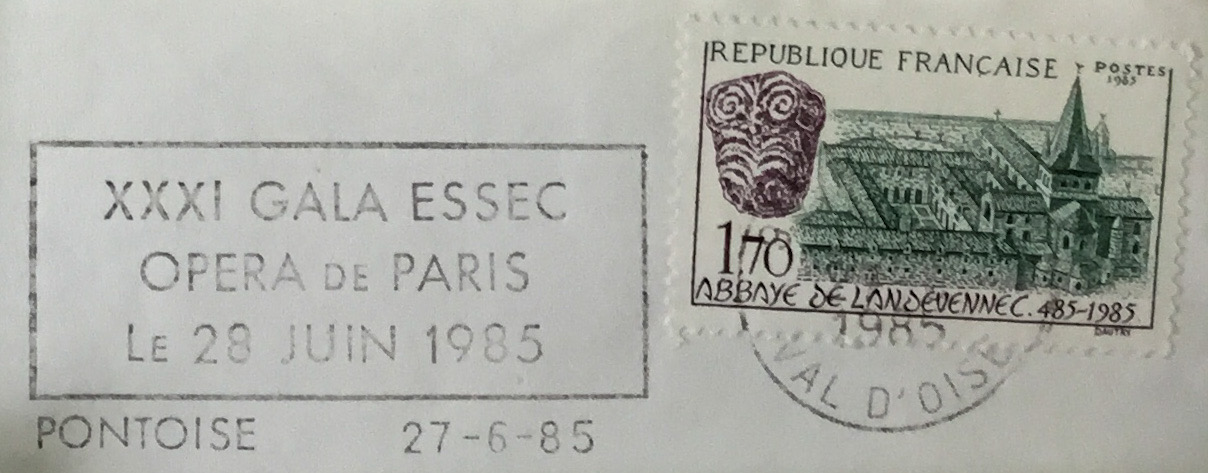 XXXI GALA ESSEC
OPERA DE PARIS
LE 28 JUIN 1985
PONTOISE 27-6-85
REPUBLIQUE FRANÇAISE POSTES
1985
1,70
ABBAYE DE LANDEVENNEC. 485-1985
GAUTHIER
1985
VAL D'OISE